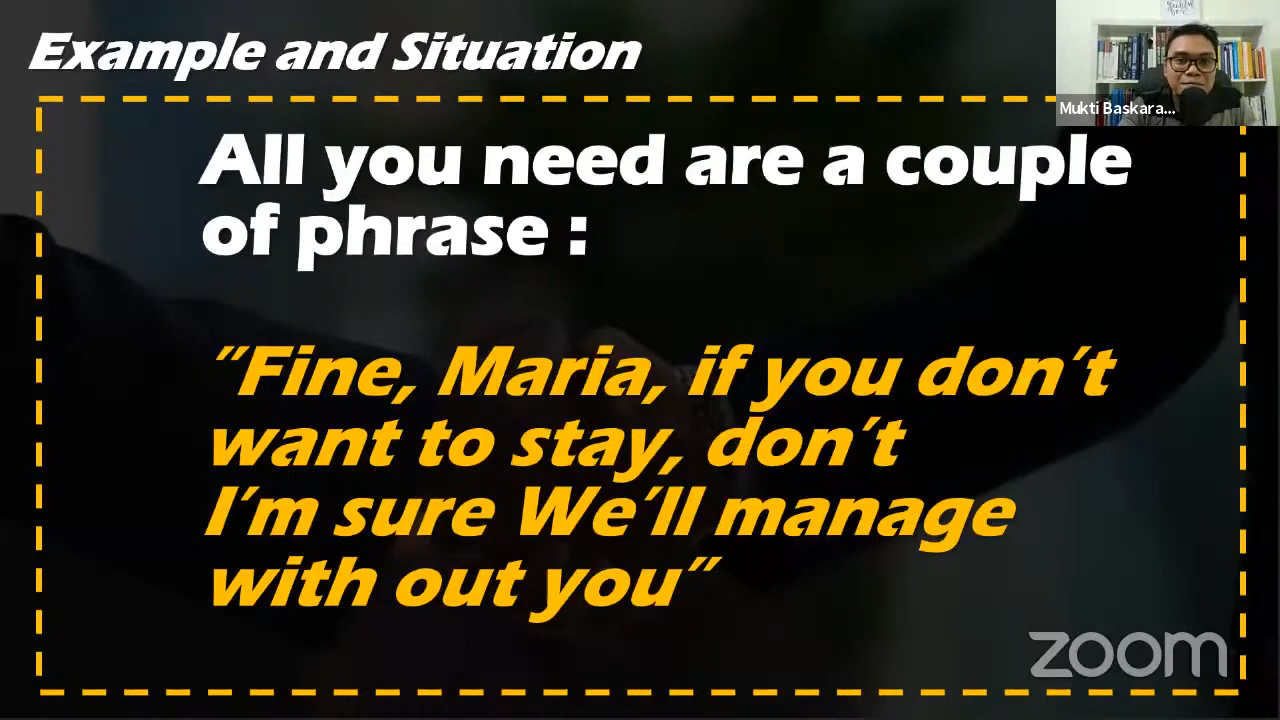 Example and Situation
Mukti Baskara...
All you need are a couple
of phrase :
"Fine, Maria, if you don't
want to stay, don't
I'm sure We'll manage
with out you"
zoom